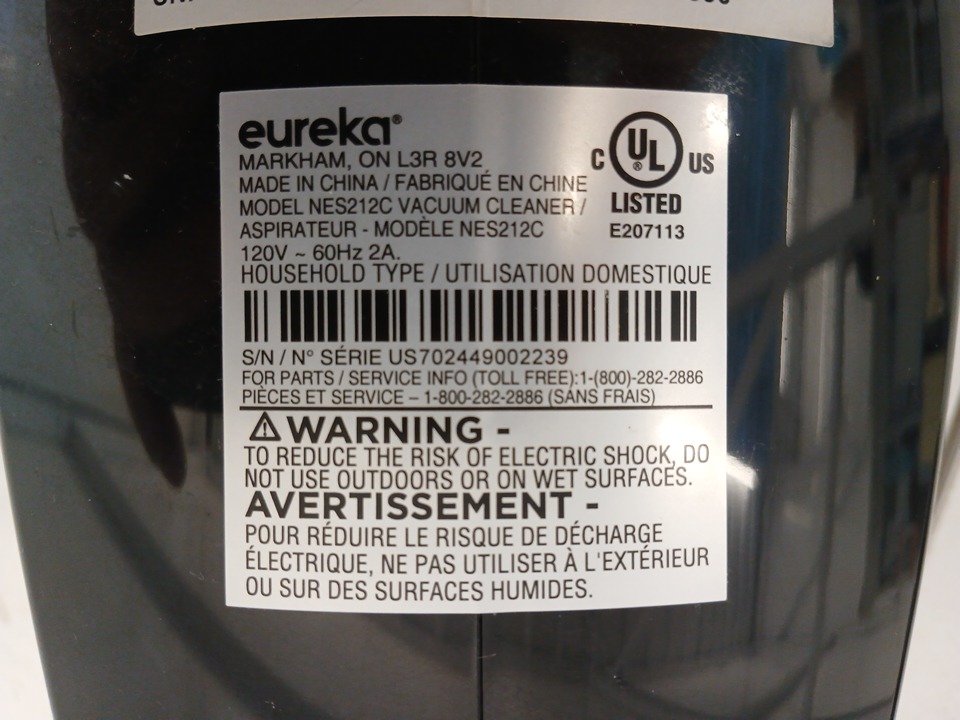 eureka®
MARKHAM, ON L3R 8V2
MADE IN CHINA / FABRIQUÉ EN CHINE
MODEL NES212C VACUUM CLEANER /
ASPIRATEUR - MODÈLE NES212C
120V ~ 60Hz 2A.
HOUSEHOLD TYPE / UTILISATION DOMESTIQUE
C UL® US
LISTED
E207113
S/N / N° SÉRIE US702449002239
FOR PARTS / SERVICE INFO (TOLL FREE):1-(800)-282-2886
PIÈCES ET SERVICE – 1-800-282-2886 (SANS FRAIS)
WARNING -
TO REDUCE THE RISK OF ELECTRIC SHOCK, DO
NOT USE OUTDOORS OR ON WET SURFACES.
AVERTISSEMENT -
POUR RÉDUIRE LE RISQUE DE DÉCHARGE
ÉLECTRIQUE, NE PAS UTILISER À L'EXTÉRIEUR
OU SUR DES SURFACES HUMIDES.